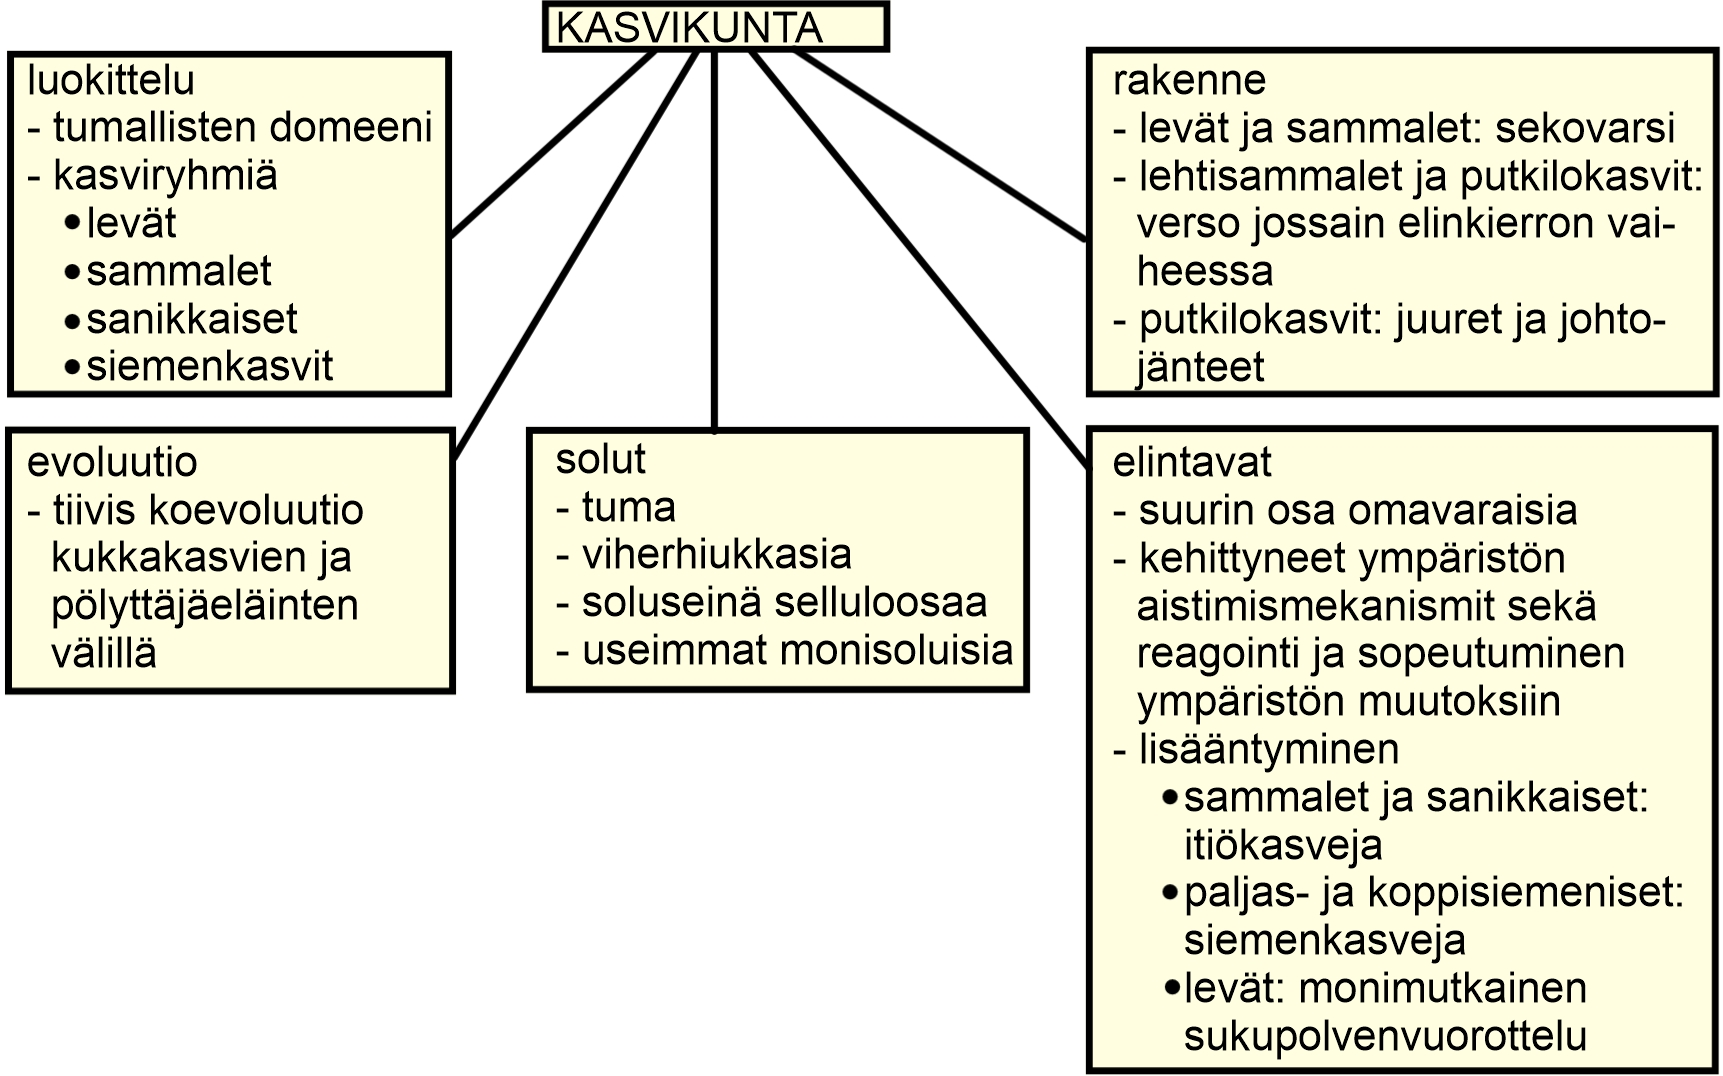 KASVIKUNTA
luokittelu
- tumallisten domeeni
- kasviryhmiä
• levät
• sammalet
• sanikkaiset
• siemenkasvit
evoluutio
- tiivis koevoluutio
kukkakasvien ja
pölyttäjäeläinten
välillä
solut
- tuma
- viherhiukkasia
- soluseinä selluloosaa
- useimmat monisoluisia
rakenne
- levät ja sammalet: sekovarsi
- lehtisammalet ja putkilokasvit:
verso jossain elinkierron vai-
heessa
- putkilokasvit: juuret ja johto-
jänteet
elintavat
- suurin osa omavaraisia
- kehittyneet ympäristön
aistimismekanismit sekä
reagointi ja sopeutuminen
ympäristön muutoksiin
- lisääntyminen
• sammalet ja sanikkaiset:
itiökasveja
• paljas- ja koppisiemeniset:
siemenkasveja
• levät: monimutkainen
sukupolvenvuorottelu